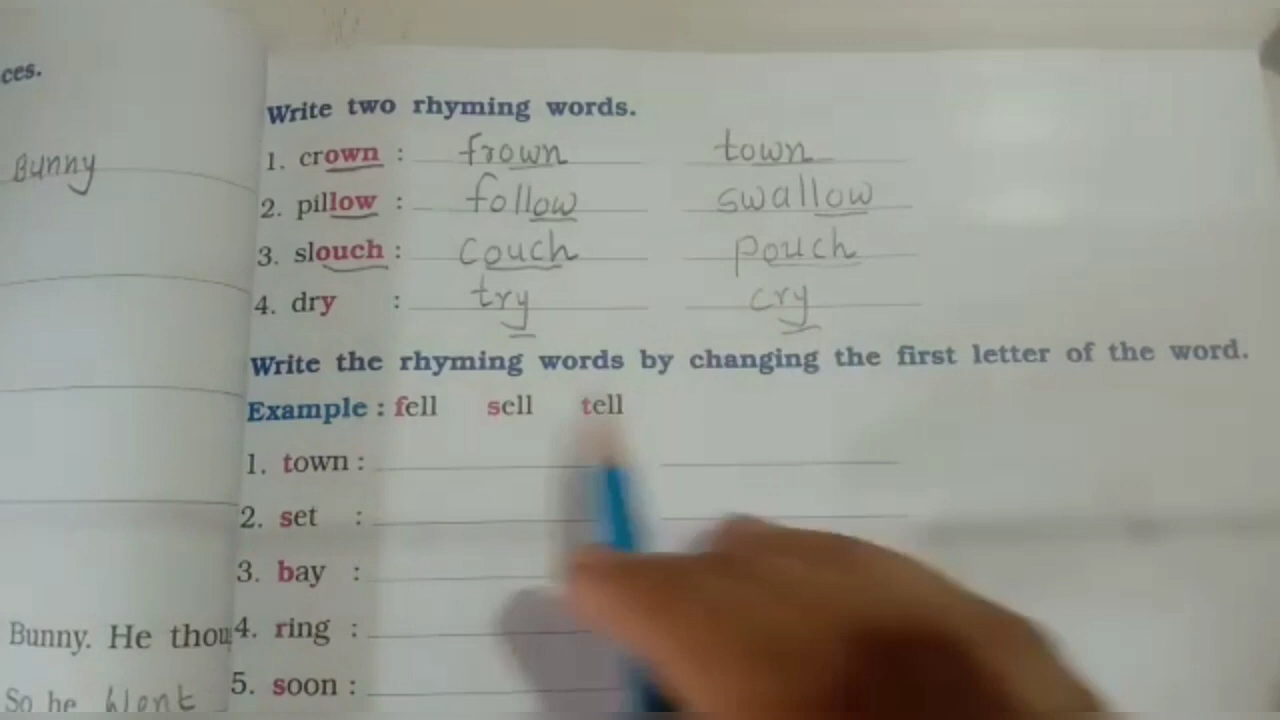 ces.
Bunny
Bunny. He thou
So he Went
Write two rhyming words.
1. crown : frown town
2. pillow : follow swallow
3. slouch : couch pouch
4. dry : try cry
Write the rhyming words by changing the first letter of the word.
Example : fell sell tell
1. town :
2. set :
3. bay :
4. ring :
5. soon :